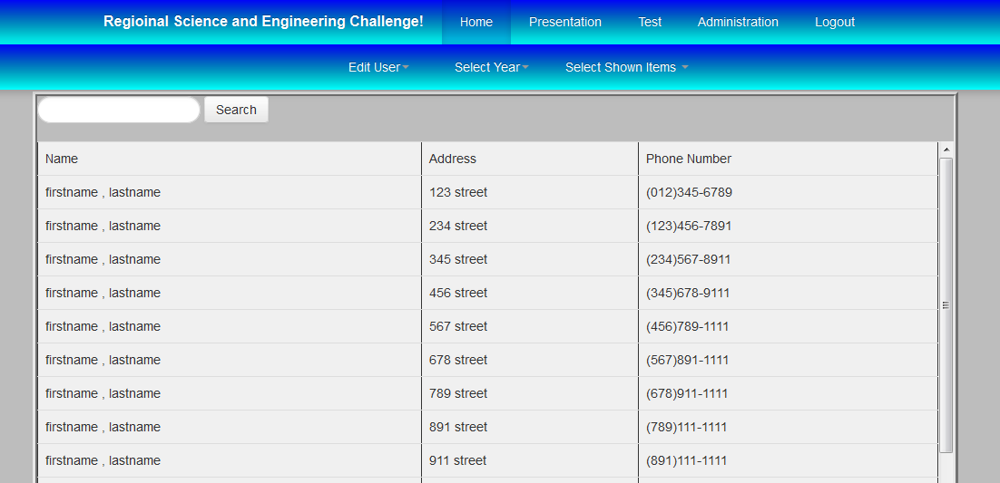 Regioinal Science and Engineering Challenge! Home Presentation Test Administration Logout
Edit User Select Year Select Shown Items
Search
Name Address Phone Number
firstname , lastname 123 street (012)345-6789
firstname , lastname 234 street (123)456-7891
firstname , lastname 345 street (234)567-8911
firstname , lastname 456 street (345)678-9111
firstname , lastname 567 street (456)789-1111
firstname , lastname 678 street (567)891-1111
firstname , lastname 789 street (678)911-1111
firstname , lastname 891 street (789)111-1111
firstname , lastname 911 street (891)111-1111